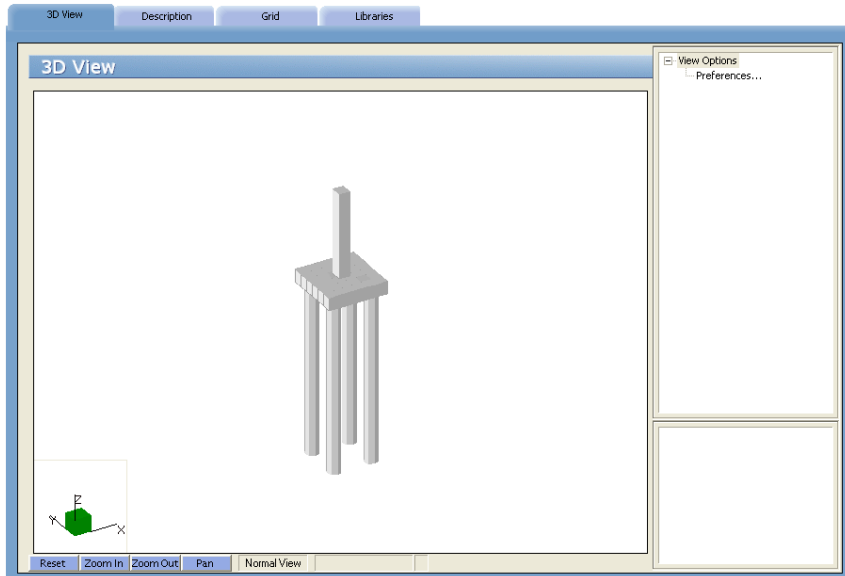 3D View Description Grid Libraries
3D View
View Options
Preferences...
Z
Y
X
Reset Zoom In Zoom Out Pan Normal View